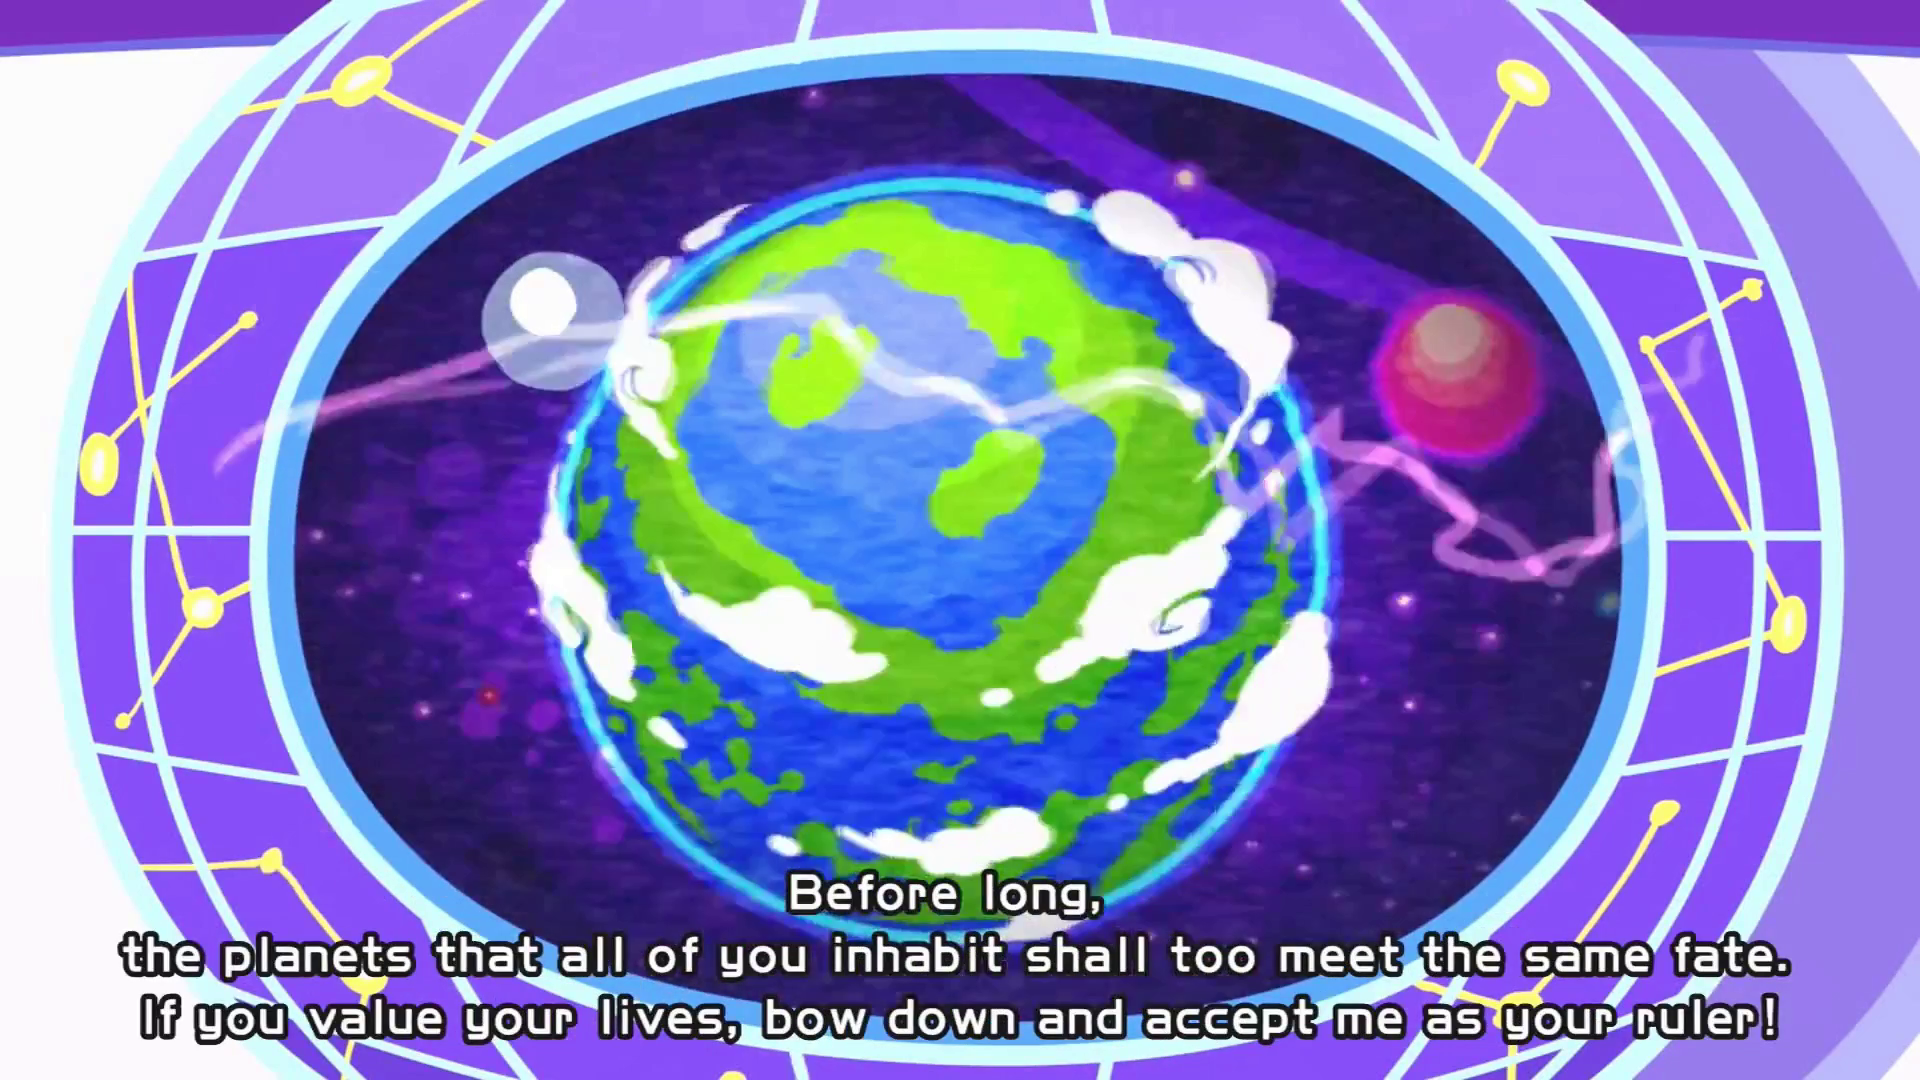 Before long,
the planets that all of you inhabit shall too meet the same fate.
If you value your lives, bow down and accept me as your ruler!